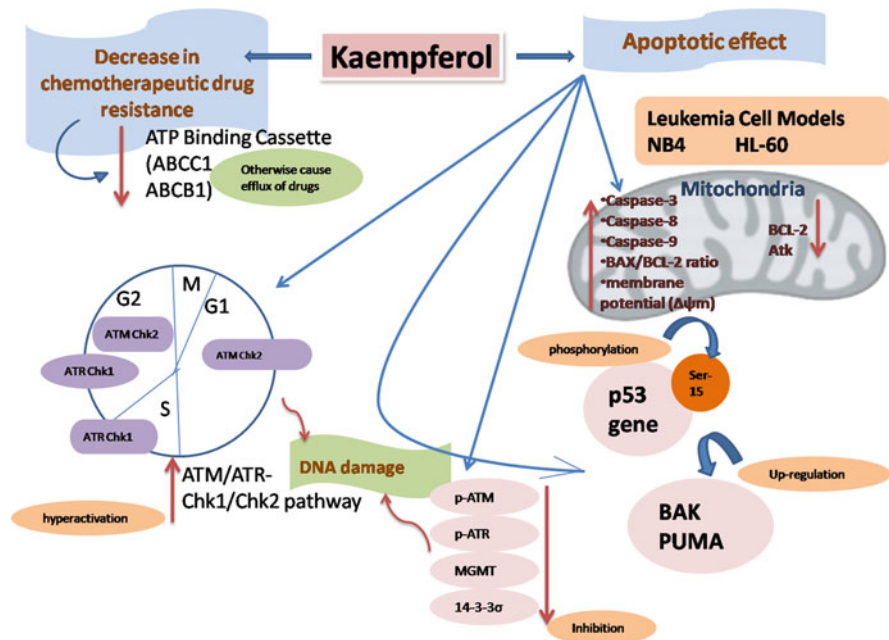 Kaempferol
Decrease in
chemotherapeutic drug
resistance
Apoptotic effect
ATP Binding Cassette
(ABCC1
ABCB1)
Otherwise cause
efflux of drugs
Leukemia Cell Models
NB4 HL-60
Mitochondria
•Caspase-3
•Caspase-8
•Caspase-9
•BAX/BCL-2 ratio
•membrane
potential (Δψm)
BCL-2
Atk
G2
M
G1
S
ATM Chk2
ATR Chk1
ATM Chk2
ATR Chk1
phosphorylation
Ser-
15
p53
gene
DNA damage
ATM/ATR-
Chk1/Chk2 pathway
hyperactivation
p-ATM
p-ATR
MGMT
14-3-3σ
Inhibition
Up-regulation
BAK
PUMA